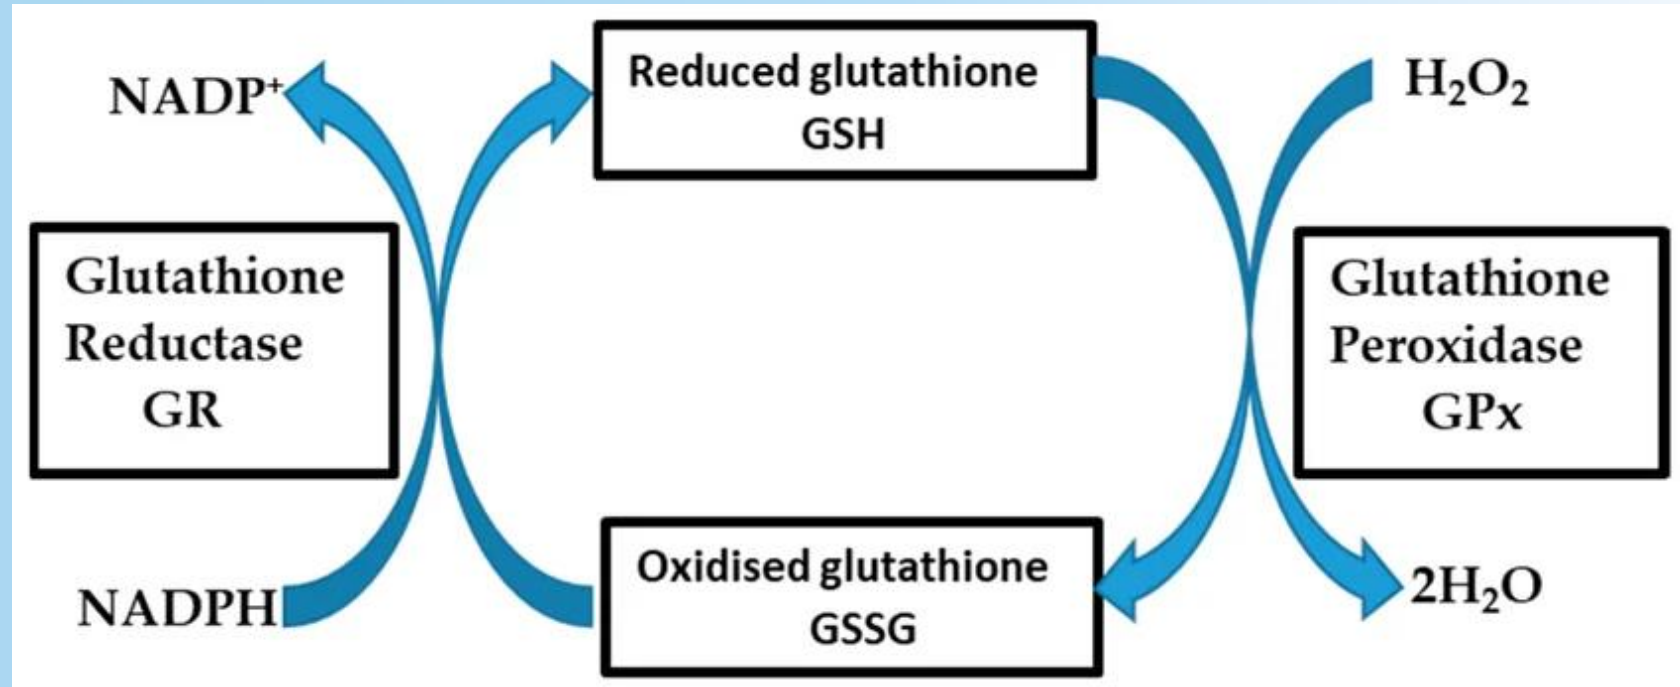 NADP⁺
Reduced glutathione
GSH
H₂O₂
Glutathione
Reductase
GR
Glutathione
Peroxidase
GPx
NADPH
Oxidised glutathione
GSSG
2H₂O